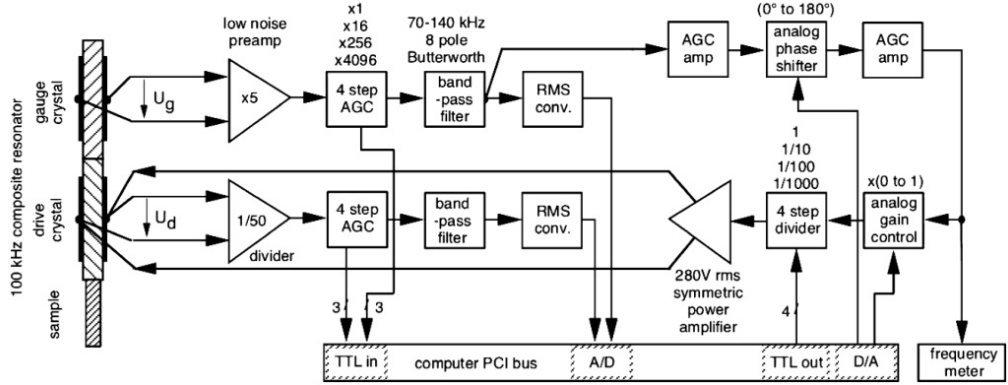 low noise
preamp
x1
x16
x256
x4096
70-140 kHz
8 pole
Butterworth
(0° to 180°)
AGC
amp
analog
phase
shifter
AGC
amp
100 kHz composite resonator
gauge
crystal
U_g
x5
4 step
AGC
band
-pass
filter
RMS
conv.
1
1/10
1/100
1/1000
x(0 to 1)
drive
crystal
U_d
1/50
divider
4 step
AGC
band
-pass
filter
RMS
conv.
280V rms
symmetric
power
amplifier
4 step
divider
analog
gain
control
sample
3
3
4
TTL in
computer PCI bus
A/D
TTL out
D/A
frequency
meter